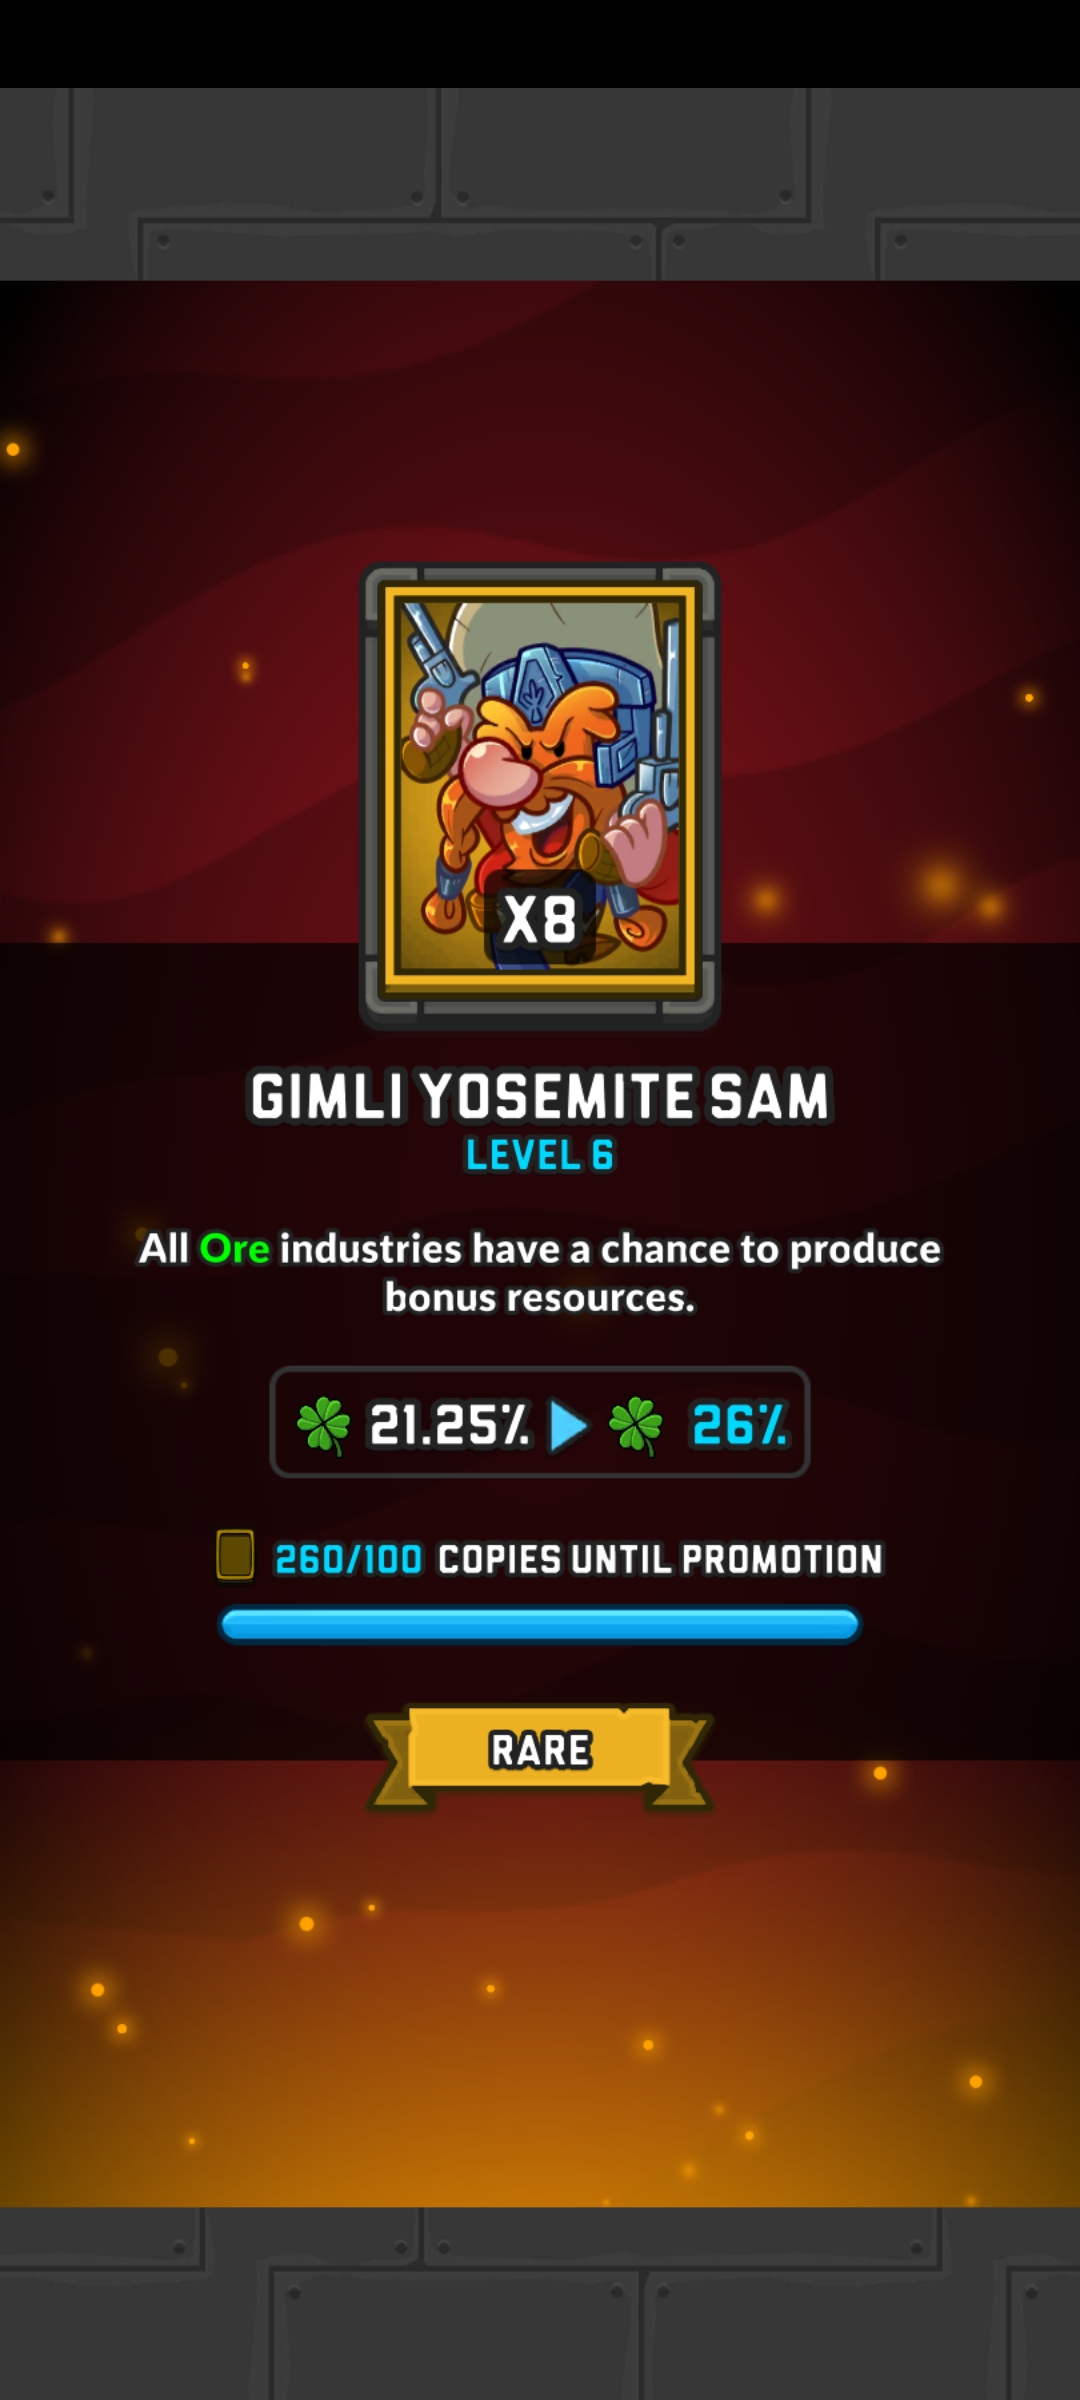 X8
GIMLI YOSEMITE SAM
LEVEL 6
All Ore industries have a chance to produce
bonus resources.
21.25% 26%
260/100 COPIES UNTIL PROMOTION
RARE